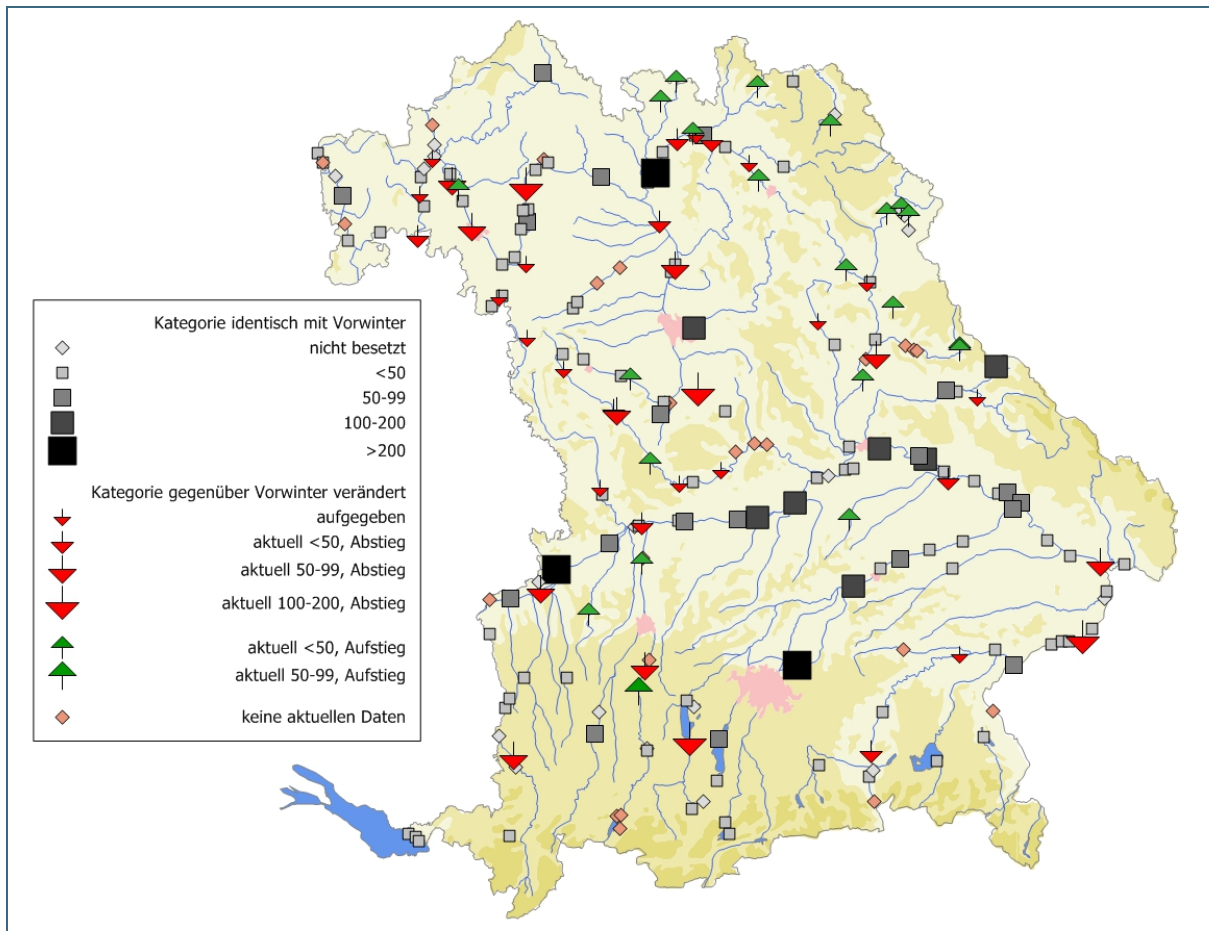 Kategorie identisch mit Vorwinter
nicht besetzt
<50
50-99
100-200
>200
Kategorie gegenüber Vorwinter verändert
aufgegeben
aktuell <50, Abstieg
aktuell 50-99, Abstieg
aktuell 100-200, Abstieg
aktuell <50, Aufstieg
aktuell 50-99, Aufstieg
keine aktuellen Daten